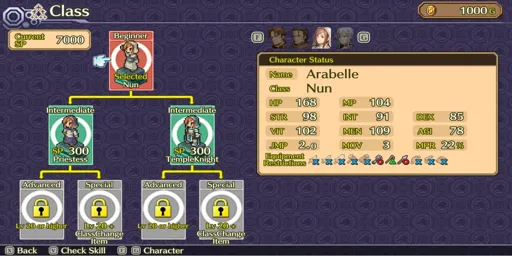 Class
1000 G
Current SP 7000
Beginner
Selected
Nun
Intermediate
SP 300
Priestess
Intermediate
SP 300
TempleKnight
Advanced
Lv 20 or higher
Special
Lv 20 +
ClassChange
Item
Advanced
Lv 20 or higher
Special
Lv 20 +
ClassChange
Item
Character Status
Name Arabelle
Class Nun
HP 168 MP 104
STR 98 INT 91 DEX 85
VIT 102 MEN 109 AGI 78
JMP 2.0 MOV 3 MPR 22%
Equipment
Restrictions
Back Check Skill Character